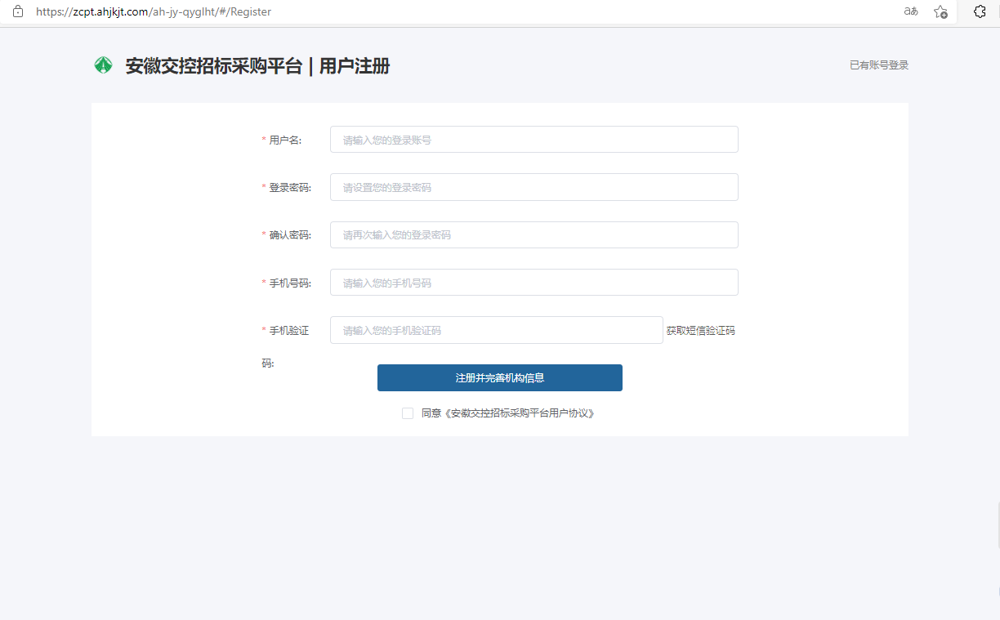 https://zcpt.ahjkjt.com/ah-jy-qyglht/#/Register
aあ
安徽交控招标采购平台 | 用户注册
已有账号登录
* 用户名: 请输入您的登录账号
* 登录密码: 请设置您的登录密码
* 确认密码: 请再次输入您的登录密码
* 手机号码: 请输入您的手机号码
* 手机验证 请输入您的手机验证码 获取短信验证码
码:
注册并完善机构信息
同意《安徽交控招标采购平台用户协议》